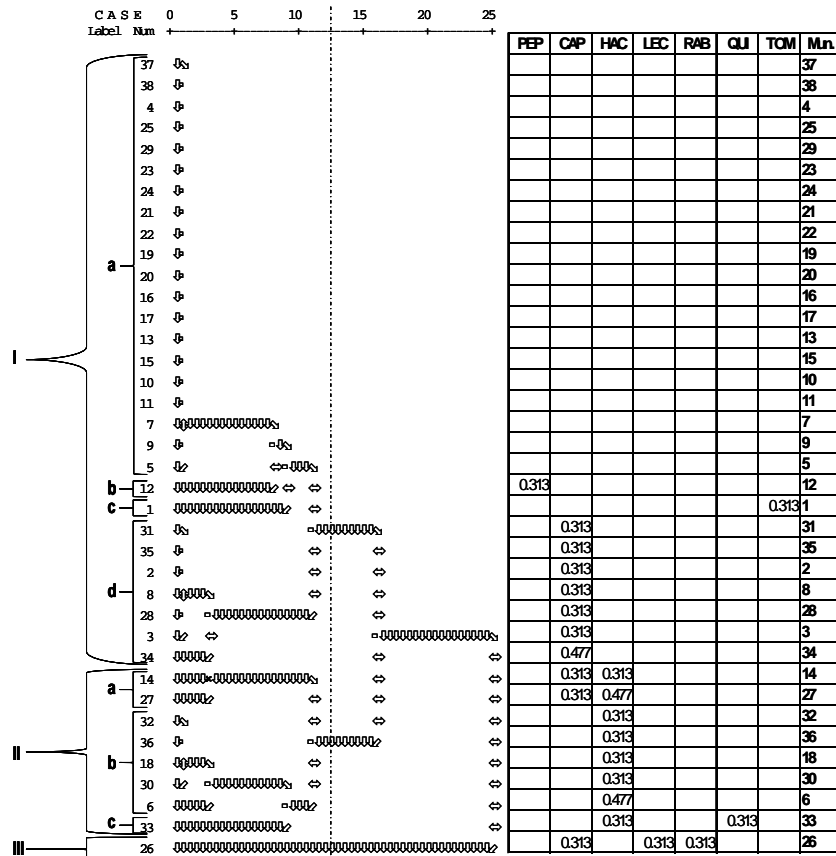 C A S E 0 5 10 15 20 25
Label Num
PEP CAP HAC LEC RAB QUI TOM Mun.
37 37
38 38
4 4
25 25
29 29
23 23
24 24
21 21
22 22
19 19
a
20 20
16 16
17 17
13 13
I
15 15
10 10
11 11
7 7
9 9
5 5
b 12 0.313 12
c 1 0.313 1
31 0.313 31
35 0.313 35
2 0.313 2
d
8 0.313 8
28 0.313 28
3 0.313 3
34 0.477 34
a
14 0.313 0.313 14
27 0.313 0.477 27
32 0.313 32
36 0.313 36
II
b
18 0.313 18
30 0.313 30
6 0.477 6
c 33 0.313 0.313 33
III 26 0.313 0.313 0.313 26